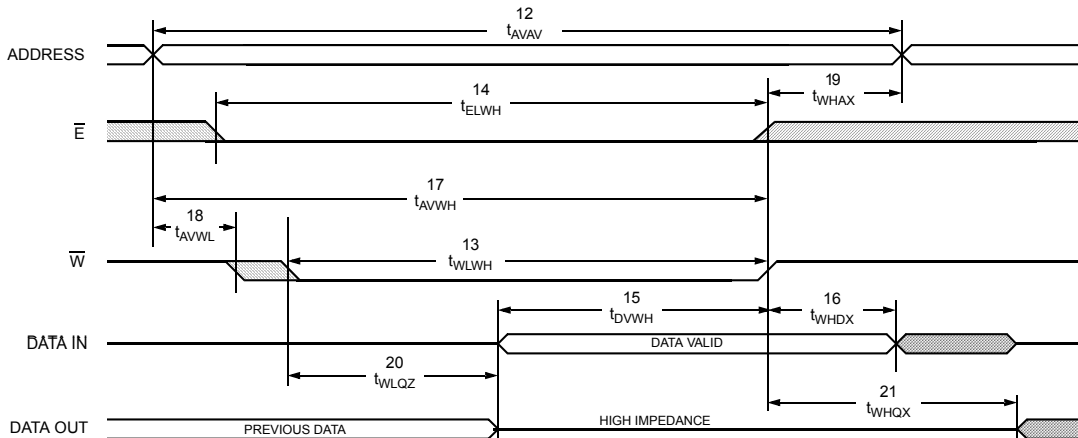 12
tAVAV
ADDRESS
19
tWHAX
14
tELWH
E
17
tAVWH
18
tAVWL
13
tWLWH
W
15
tDVWH
16
tWHDX
DATA IN
DATA VALID
20
tWLQZ
21
tWHQX
DATA OUT
PREVIOUS DATA
HIGH IMPEDANCE